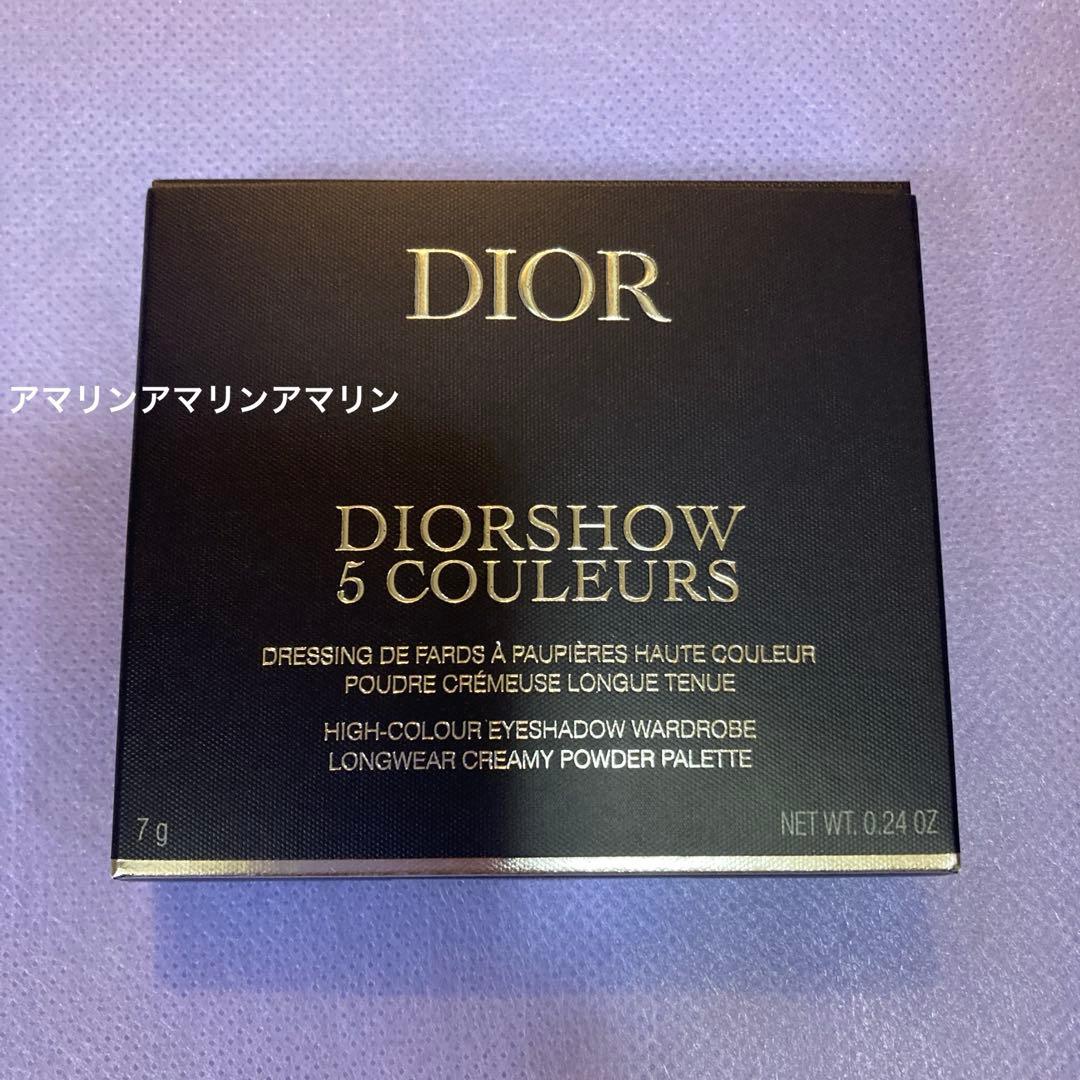 DIOR
アマリンアマリンアマリン
DIORSHOW
5 COULEURS
DRESSING DE FARDS À PAUPIÈRES HAUTE COULEUR
POUDRE CRÉMEUSE LONGUE TENUE
HIGH-COLOUR EYESHADOW WARDROBE
LONGWEAR CREAMY POWDER PALETTE
7 g
NET WT. 0.24 OZ